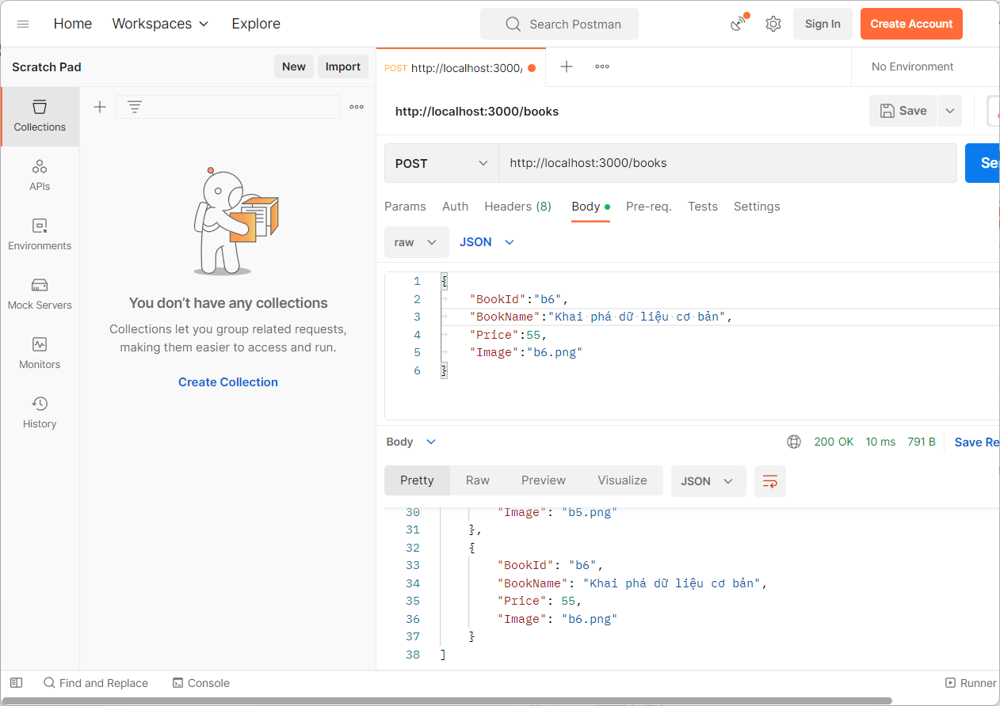 Home Workspaces Explore Search Postman Sign In Create Account
Scratch Pad New Import
POST http://localhost:3000/ No Environment
Collections
APIs
Environments
Mock Servers
Monitors
History
You don’t have any collections
Collections let you group related requests,
making them easier to access and run.
Create Collection
http://localhost:3000/books Save
POST http://localhost:3000/books Se
Params Auth Headers (8) Body Pre-req. Tests Settings
raw JSON
1 {
2 "BookId":"b6",
3 "BookName":"Khai phá dữ liệu cơ bản",
4 "Price":55,
5 "Image":"b6.png"
6 }
Body 200 OK 10 ms 791 B Save Re
Pretty Raw Preview Visualize JSON
30 "Image": "b5.png"
31 },
32 {
33 "BookId": "b6",
34 "BookName": "Khai phá dữ liệu cơ bản",
35 "Price": 55,
36 "Image": "b6.png"
37 }
38 ]
Find and Replace Console Runner